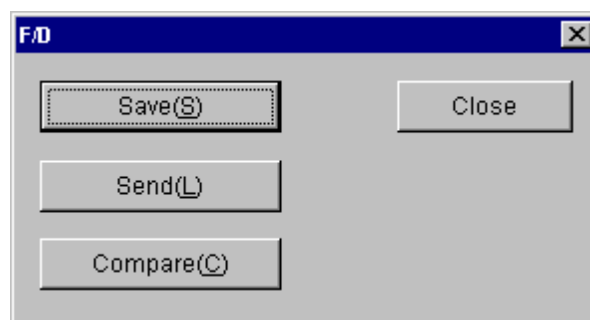 F/D
Save(S)
Close
Send(L)
Compare(C)